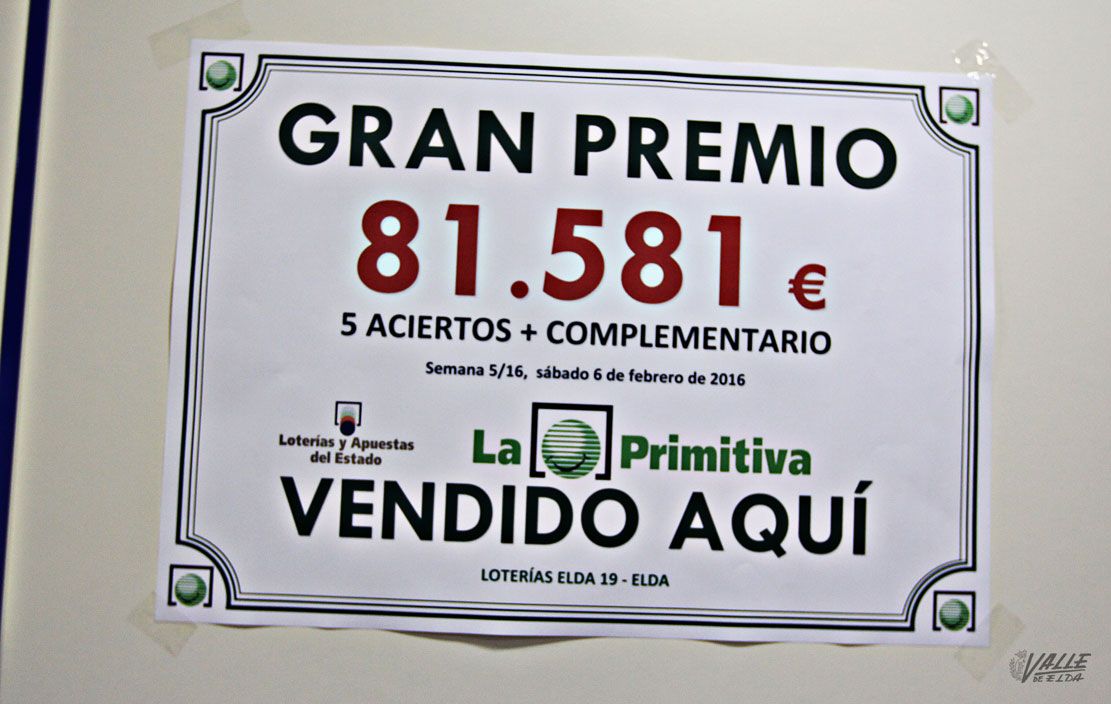 GRAN PREMIO
81.581 €
5 ACIERTOS + COMPLEMENTARIO
Semana 5/16, sábado 6 de febrero de 2016
Loterías y Apuestas
del Estado
La Primitiva
VENDIDO AQUÍ
LOTERÍAS ELDA 19 - ELDA
VALLE
DE ELDA